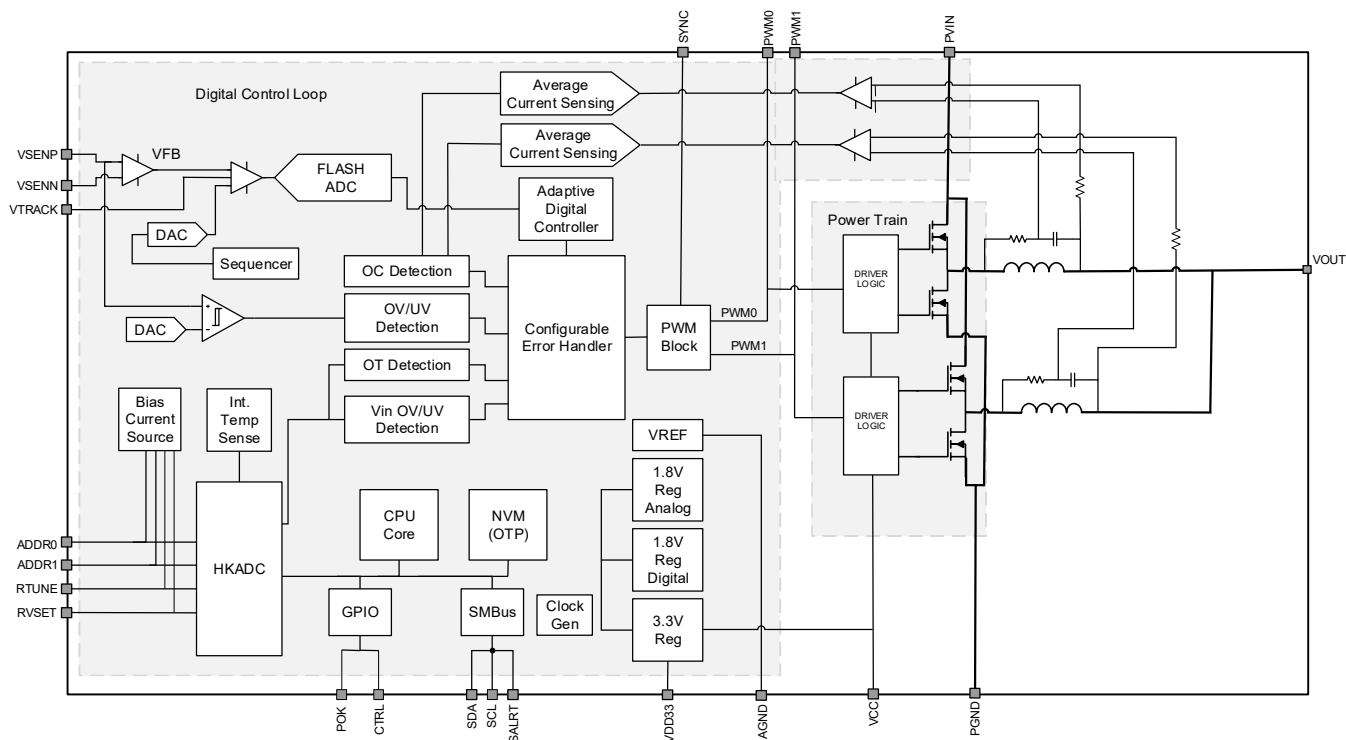 SYNC
PWM0
PWM1
PVIN
Digital Control Loop
Average
Current Sensing
Average
Current Sensing
VSENP
VSENN
VTRACK
VFB
FLASH
ADC
Adaptive
Digital
Controller
DAC
Sequencer
Power Train
DRIVER
LOGIC
VOUT
OC Detection
OV/UV
Detection
DAC
+
-
Configurable
Error Handler
PWM
Block
PWM0
PWM1
OT Detection
Vin OV/UV
Detection
Bias
Current
Source
Int.
Temp
Sense
DRIVER
LOGIC
VREF
1.8V
Reg
Analog
CPU
Core
NVM
(OTP)
1.8V
Reg
Digital
ADDR0
ADDR1
RTUNE
RVSET
HKADC
GPIO
SMBus
Clock
Gen
3.3V
Reg
POK
CTRL
SDA
SCL
SALRT
VDD33
AGND
VCC
PGND